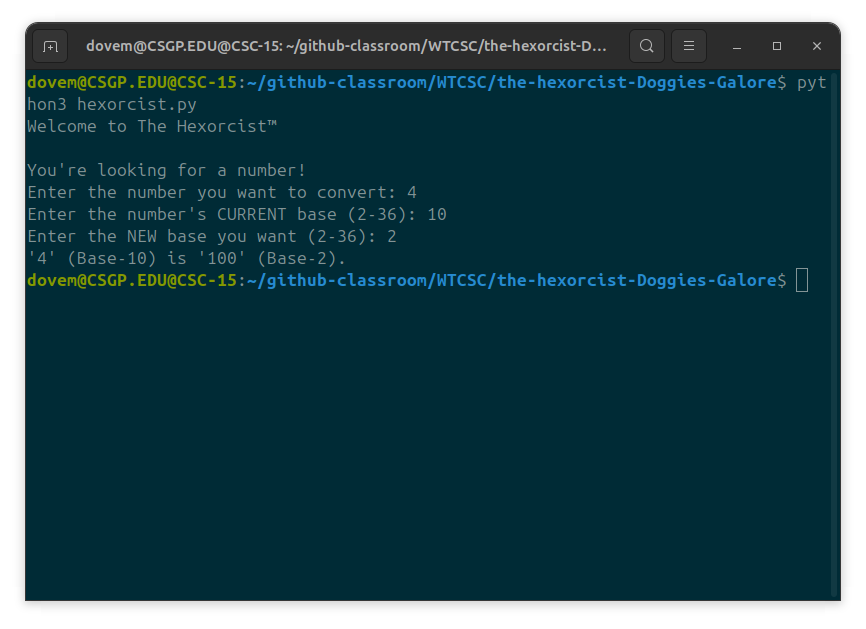 dovem@CSGP.EDU@CSC-15: ~/github-classroom/WTCSC/the-hexorcist-D...
dovem@CSGP.EDU@CSC-15:~/github-classroom/WTCSC/the-hexorcist-Doggies-Galore$ pyt
hon3 hexorcist.py
Welcome to The Hexorcist™
You're looking for a number!
Enter the number you want to convert: 4
Enter the number's CURRENT base (2-36): 10
Enter the NEW base you want (2-36): 2
'4' (Base-10) is '100' (Base-2).
dovem@CSGP.EDU@CSC-15:~/github-classroom/WTCSC/the-hexorcist-Doggies-Galore$